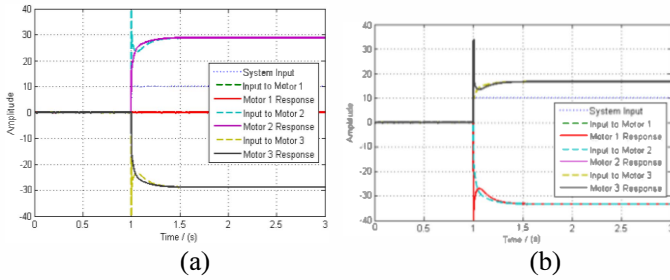 40
30
20
10
0
-10
-20
-30
-40
Amplitude
0
0.5
1
1.5
2
2.5
3
Time / (s)
System Input
Input to Motor 1
Motor 1 Response
Input to Motor 2
Motor 2 Response
Input to Motor 3
Motor 3 Response
(a)
40
30
20
10
0
-10
-20
-30
-40
Amplitude
0
0.5
1
1.5
2
2.5
3
Time / (s)
System Input
Input to Motor 1
Motor 1 Response
Input to Motor 2
Motor 2 Response
Input to Motor 3
Motor 3 Response
(b)